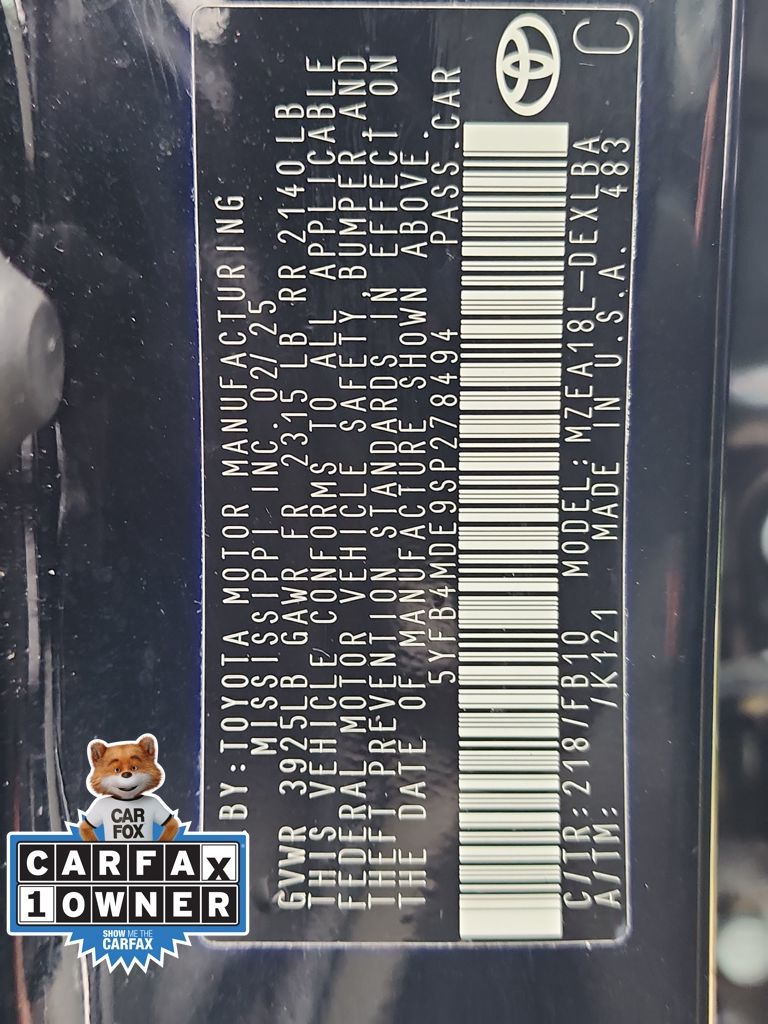 BY:TOYOTA MOTOR MANUFACTURING
MISSISSIPPI INC. 02/25
GVWR 3925LB GAWR FR 2315 LB RR 2140 LB
THIS VEHICLE CONFORMS TO ALL APPLICABLE
FEDERAL MOTOR VEHICLE SAFETY, BUMPER AND
THEFT PREVENTION STANDARDS IN EFFECT ON
THE DATE OF MANUFACTURE SHOWN ABOVE.
5YFB4MDE9SP278494 PASS.CAR
C/TR:218/FB10 MODEL:MZEA18L-DEXLBA
A/TM: /K121 MADE IN U.S.A. 483
C
CAR
FOX
CARFAX
1 OWNER
SHOW ME THE
CARFAX